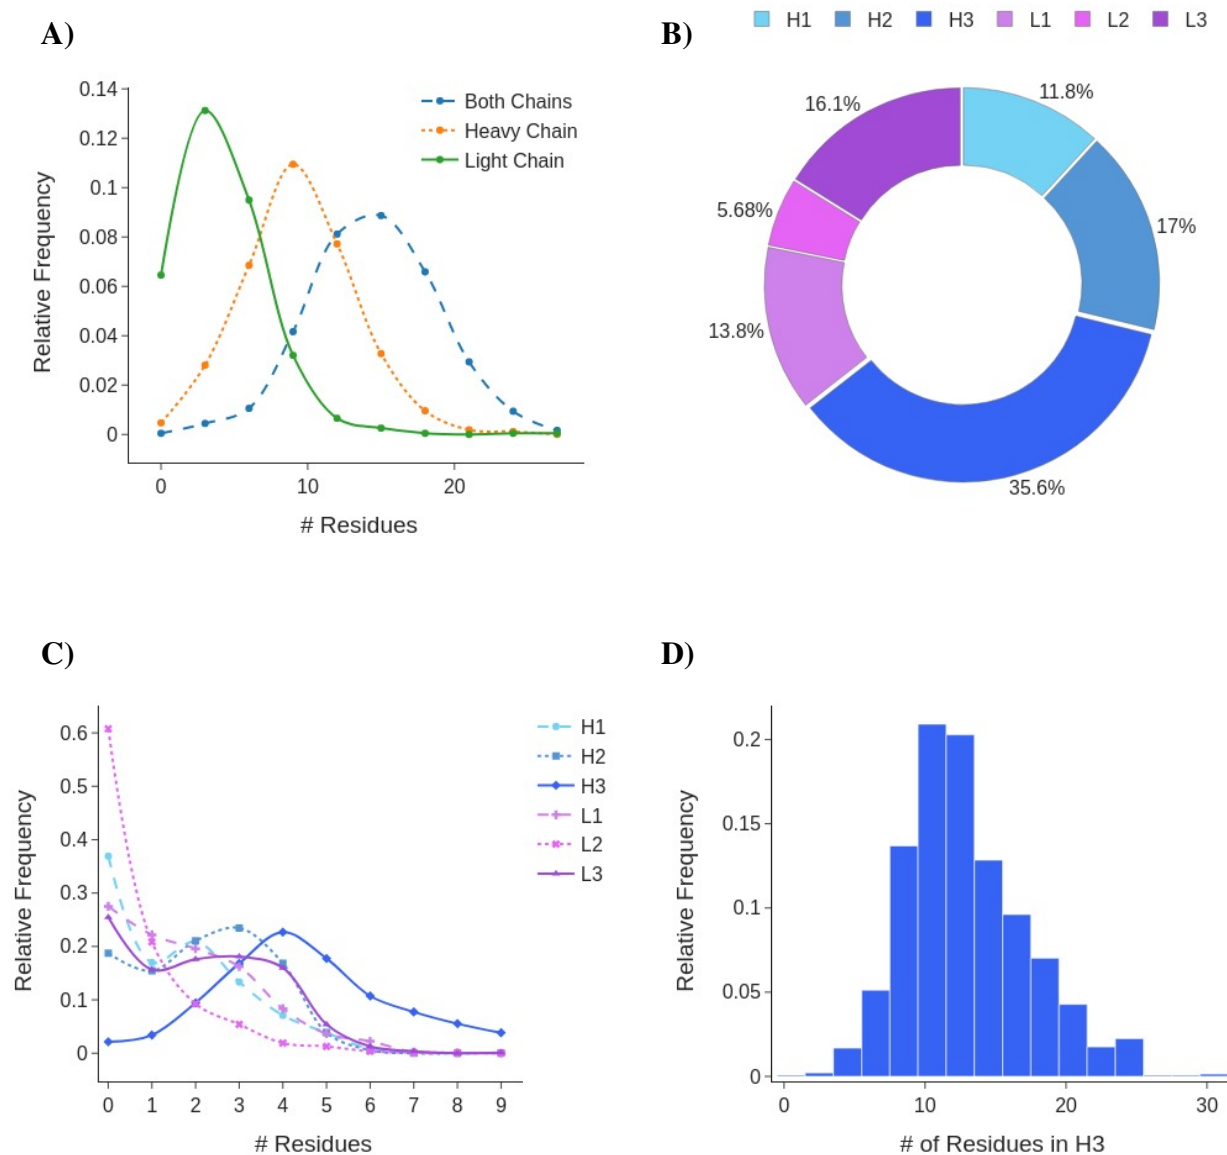 A)
0.14
0.12
0.1
0.08
0.06
0.04
0.02
0
Relative Frequency
0 10 20
# Residues
Both Chains
Heavy Chain
Light Chain
B)
H1 H2 H3 L1 L2 L3
11.8%
17%
35.6%
13.8%
5.68%
16.1%
C)
0.6
0.5
0.4
0.3
0.2
0.1
0
Relative Frequency
0 1 2 3 4 5 6 7 8 9
# Residues
H1
H2
H3
L1
L2
L3
D)
0.2
0.15
0.1
0.05
0
Relative Frequency
0 10 20 30
# of Residues in H3